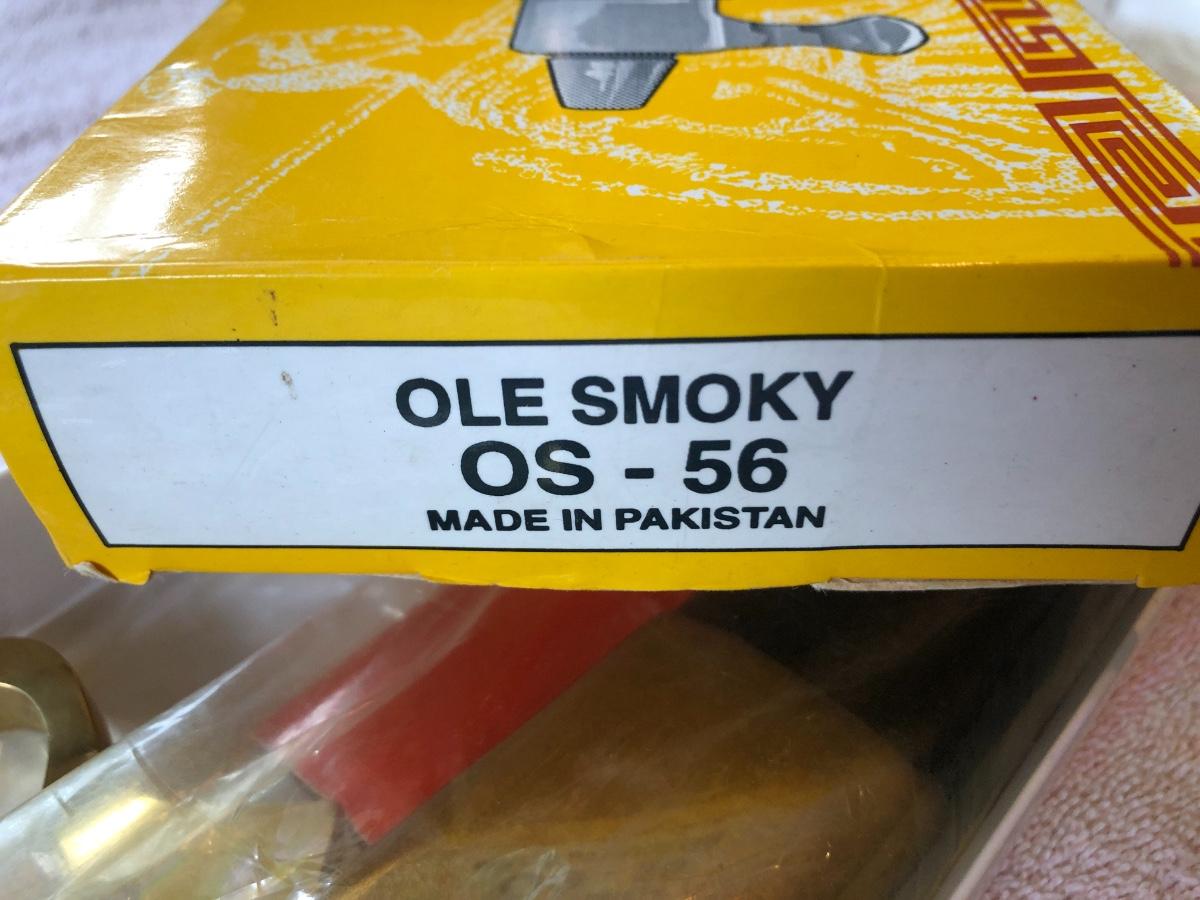 OLE SMOKY
OS - 56
MADE IN PAKISTAN